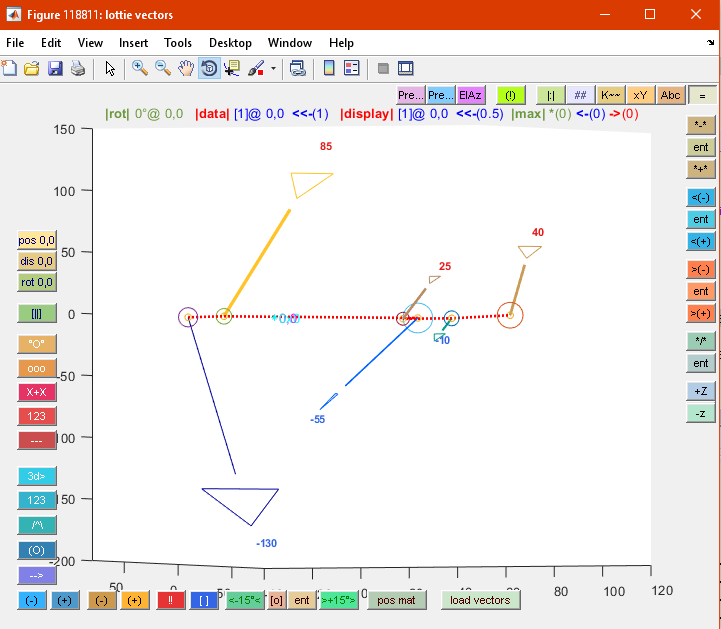 Figure 118811: lottie vectors
File Edit View Insert Tools Desktop Window Help
Pre... Pre... ElAz (!) |:| ## K~~ xY Abc =
|rot| 0°@ 0,0 |data| [1]@ 0,0 <<-(1) |display| [1]@ 0,0 <<-(0.5) |max| *(0) <-(0) ->(0)
150
*-*
85
ent
*+*
100
<(-)
ent
40
pos 0,0
50
<(+)
dis 0,0
25
>(-)
rot 0,0
ent
[||]
0
+0,0
>(+)
-10
"O"
*/*
ooo
-50
ent
X+X
+Z
123
-55
-z
---
100
3d>
123
150
/^\
-130
(O)
-->
-200
50 0 20 60 80 100 120
(-) (+) (-) (+) !! [ ] <-15°< [o] ent >+15°> pos mat load vectors